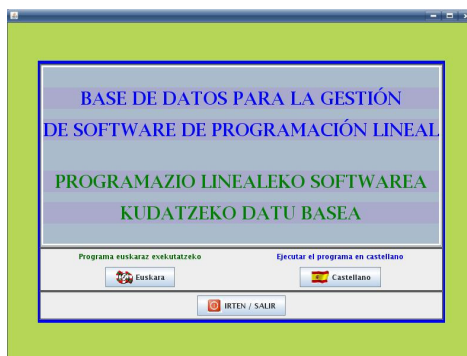 BASE DE DATOS PARA LA GESTIÓN
DE SOFTWARE DE PROGRAMACIÓN LINEAL
PROGRAMAZIO LINEALEKO SOFTWAREA
KUDATZEKO DATU BASEA
Programa euskaraz exekutatzeko
Ejecutar el programa en castellano
Euskara
Castellano
IRTEN / SALIR